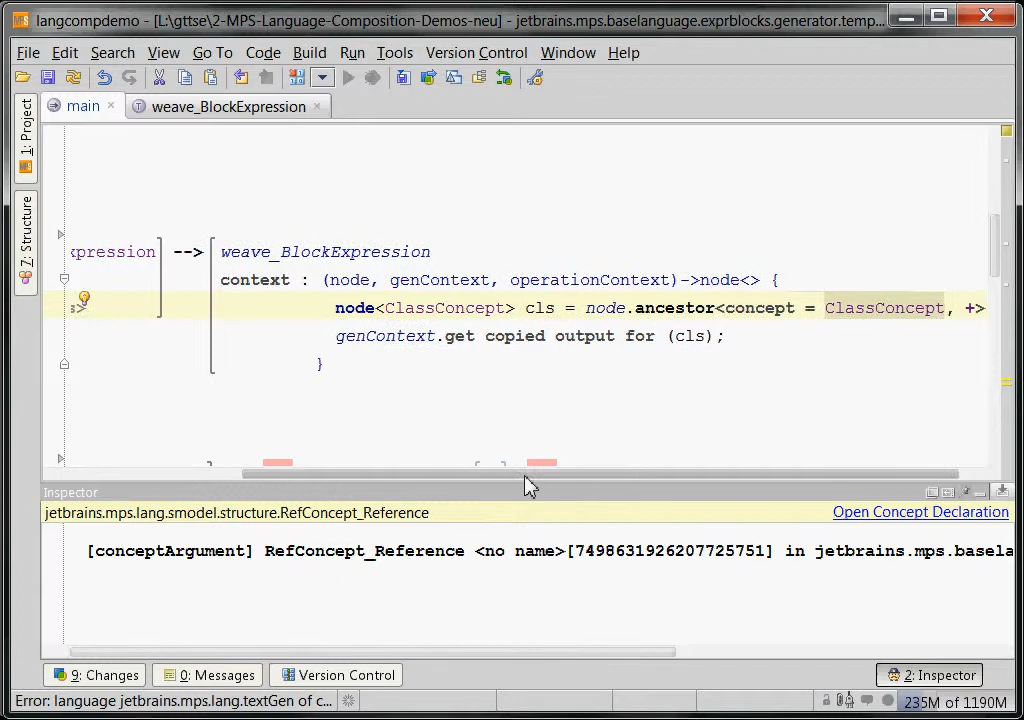 langcompdemo - [L:\gttse\2-MPS-Language-Composition-Demos-neu] - jetbrains.mps.baselanguage.exprblocks.generator.temp...
File Edit Search View Go To Code Build Run Tools Version Control Window Help
main weave_BlockExpression
1: Project
Z: Structure
xpression --> weave_BlockExpression
context : (node, genContext, operationContext)->node<> {
s> node<ClassConcept> cls = node.ancestor<concept = ClassConcept, +>
genContext.get copied output for (cls);
}
Inspector
jetbrains.mps.lang.smodel.structure.RefConcept_Reference Open Concept Declaration
[conceptArgument] RefConcept_Reference <no name>[7498631926207725751] in jetbrains.mps.basela
9: Changes 0: Messages Version Control 2: Inspector
Error: language jetbrains.mps.lang.textGen of c... 235M of 1190M